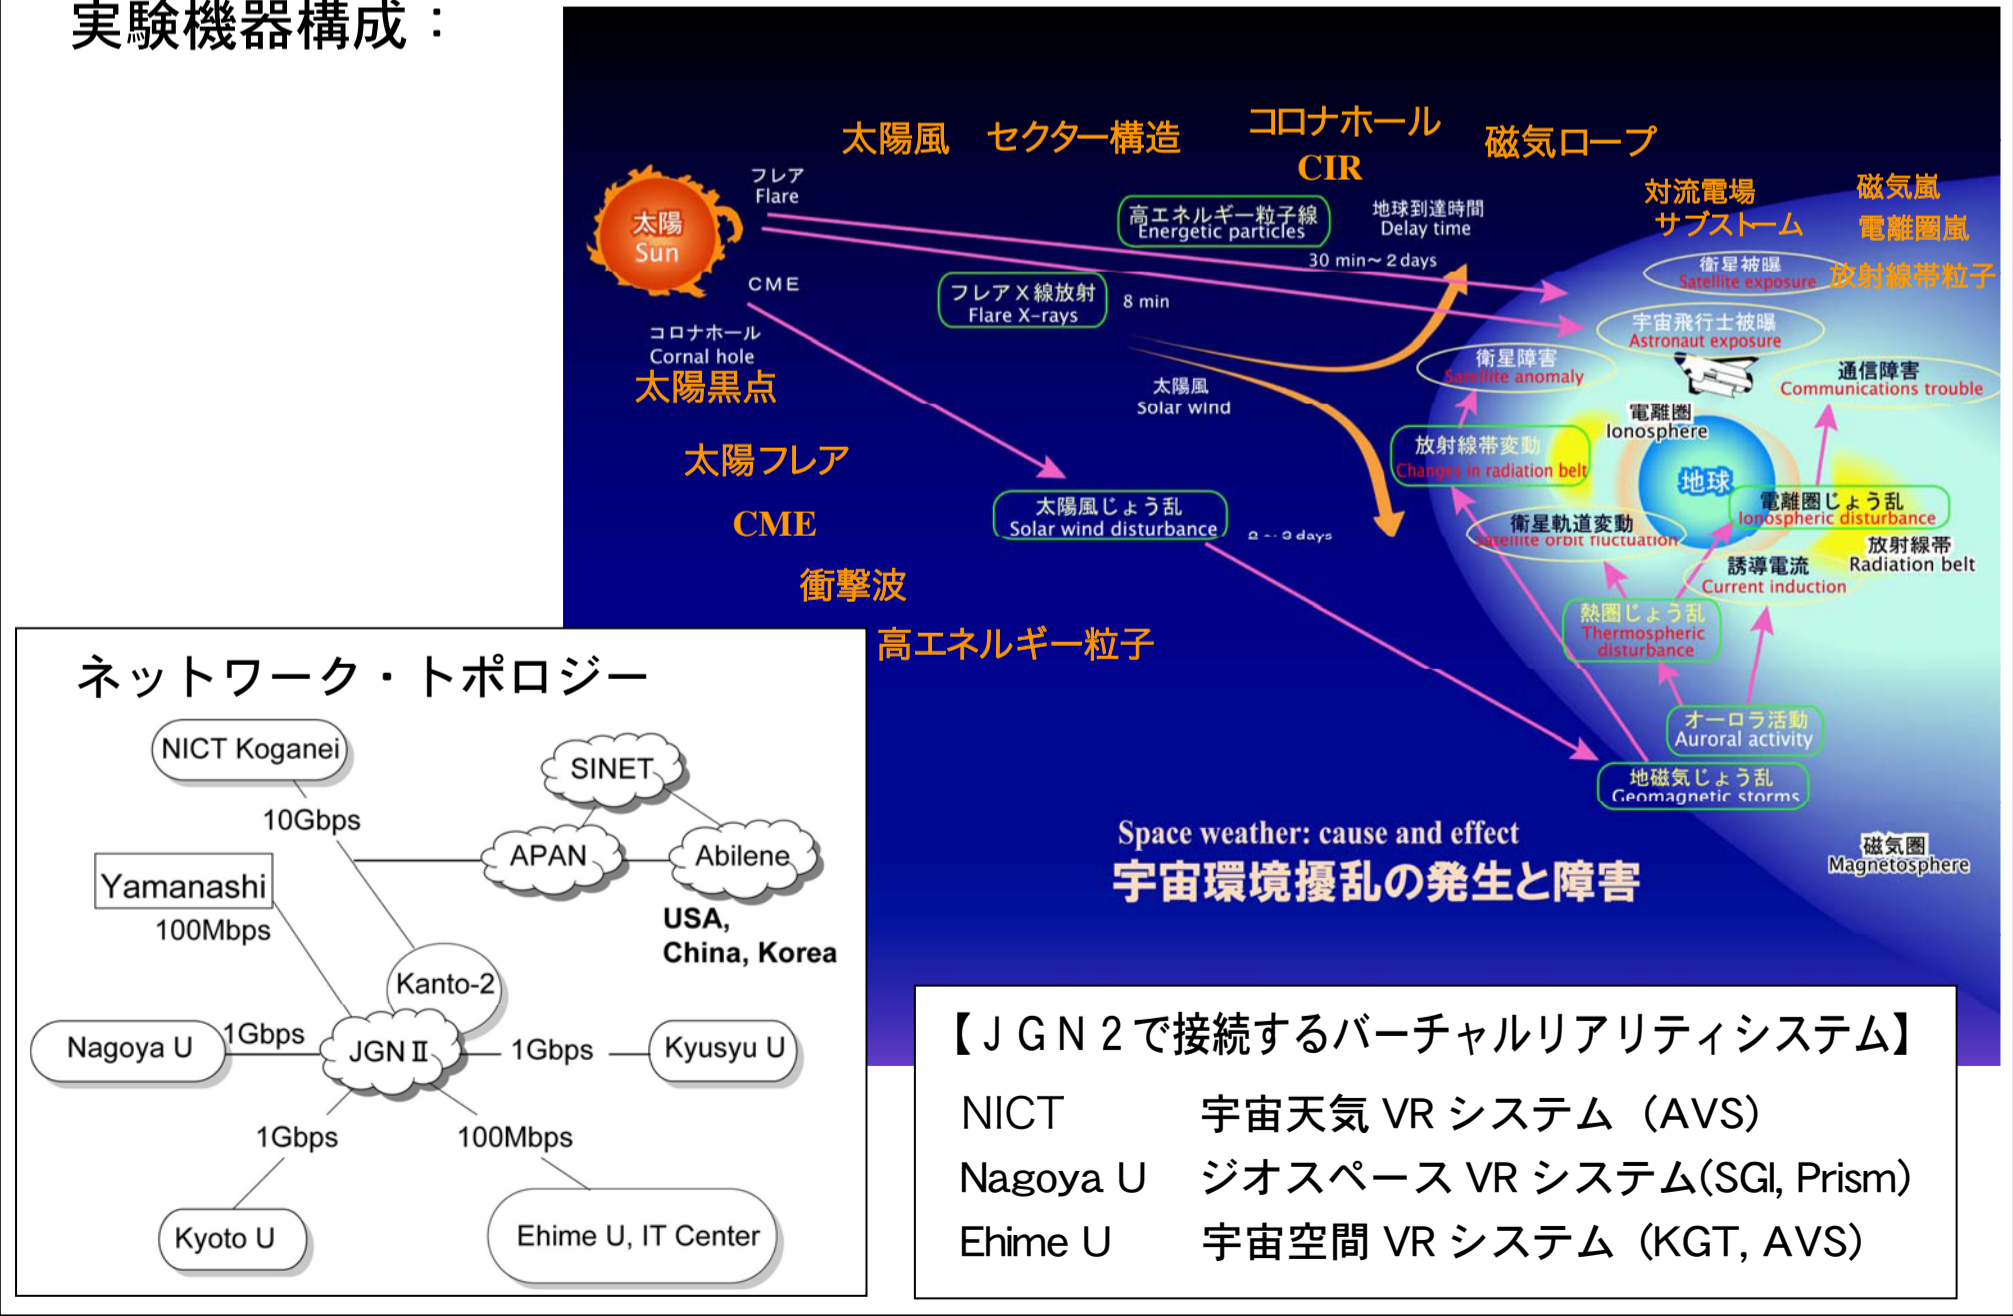 実験機器構成：
太陽風
セクター構造
コロナホール
CIR
磁気ロープ
対流電場
サブストーム
磁気嵐
電離圏嵐
放射線帯粒子
太陽
Sun
フレア
Flare
高エネルギー粒子線
Energetic particles
地球到達時間
Delay time
30 min～2 days
CME
フレアX線放射
Flare X-rays
8 min
コロナホール
Cornal hole
太陽黒点
太陽フレア
CME
衝撃波
高エネルギー粒子
太陽風
Solar wind
太陽風じょう乱
Solar wind disturbance
days
衛星被曝
Satellite exposure
宇宙飛行士被曝
Astronaut exposure
衛星障害
Satellite anomaly
通信障害
Communications trouble
電離圏
Ionosphere
放射線帯変動
Changes in radiation belt
地球
電離圏じょう乱
Ionospheric disturbance
衛星軌道変動
Satellite orbit fluctuation
放射線帯
Radiation belt
誘導電流
Current induction
熱圏じょう乱
Thermospheric
disturbance
オーロラ活動
Auroral activity
地磁気じょう乱
Geomagnetic storms
磁気圏
Magnetosphere
Space weather: cause and effect
宇宙環境擾乱の発生と障害
ネットワーク・トポロジー
NICT Koganei
10Gbps
SINET
APAN
Abilene
USA,
China, Korea
Yamanashi
100Mbps
Kanto-2
Nagoya U
1Gbps
JGNⅡ
1Gbps
Kyusyu U
1Gbps
100Mbps
Kyoto U
Ehime U, IT Center
【ＪＧＮ２で接続するバーチャルリアリティシステム】
NICT 宇宙天気 VR システム（AVS）
Nagoya U ジオスペース VR システム(SGI, Prism)
Ehime U 宇宙空間 VR システム（KGT, AVS）